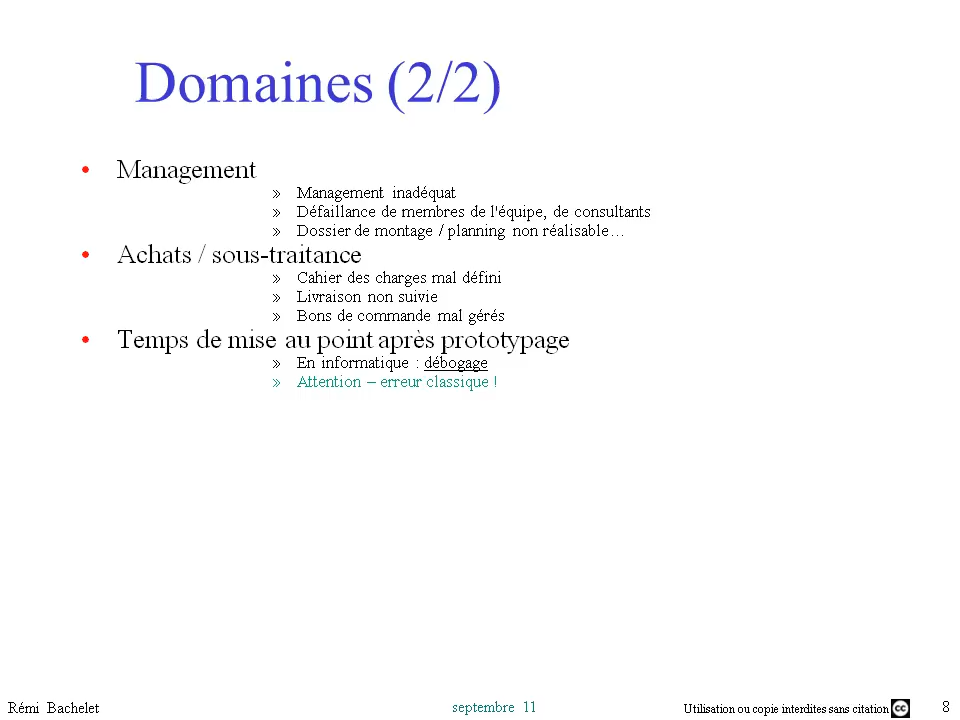 Domaines (2/2)
• Management
» Management inadéquat
» Défaillance de membres de l'équipe, de consultants
» Dossier de montage / planning non réalisable…
• Achats / sous-traitance
» Cahier des charges mal défini
» Livraison non suivie
» Bons de commande mal gérés
• Temps de mise au point après prototypage
» En informatique : débogage
» Attention – erreur classique !
Rémi Bachelet septembre 11 Utilisation ou copie interdites sans citation cc 8